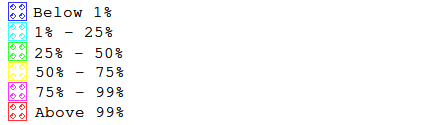 Below 1%
1% - 25%
25% - 50%
50% - 75%
75% - 99%
Above 99%